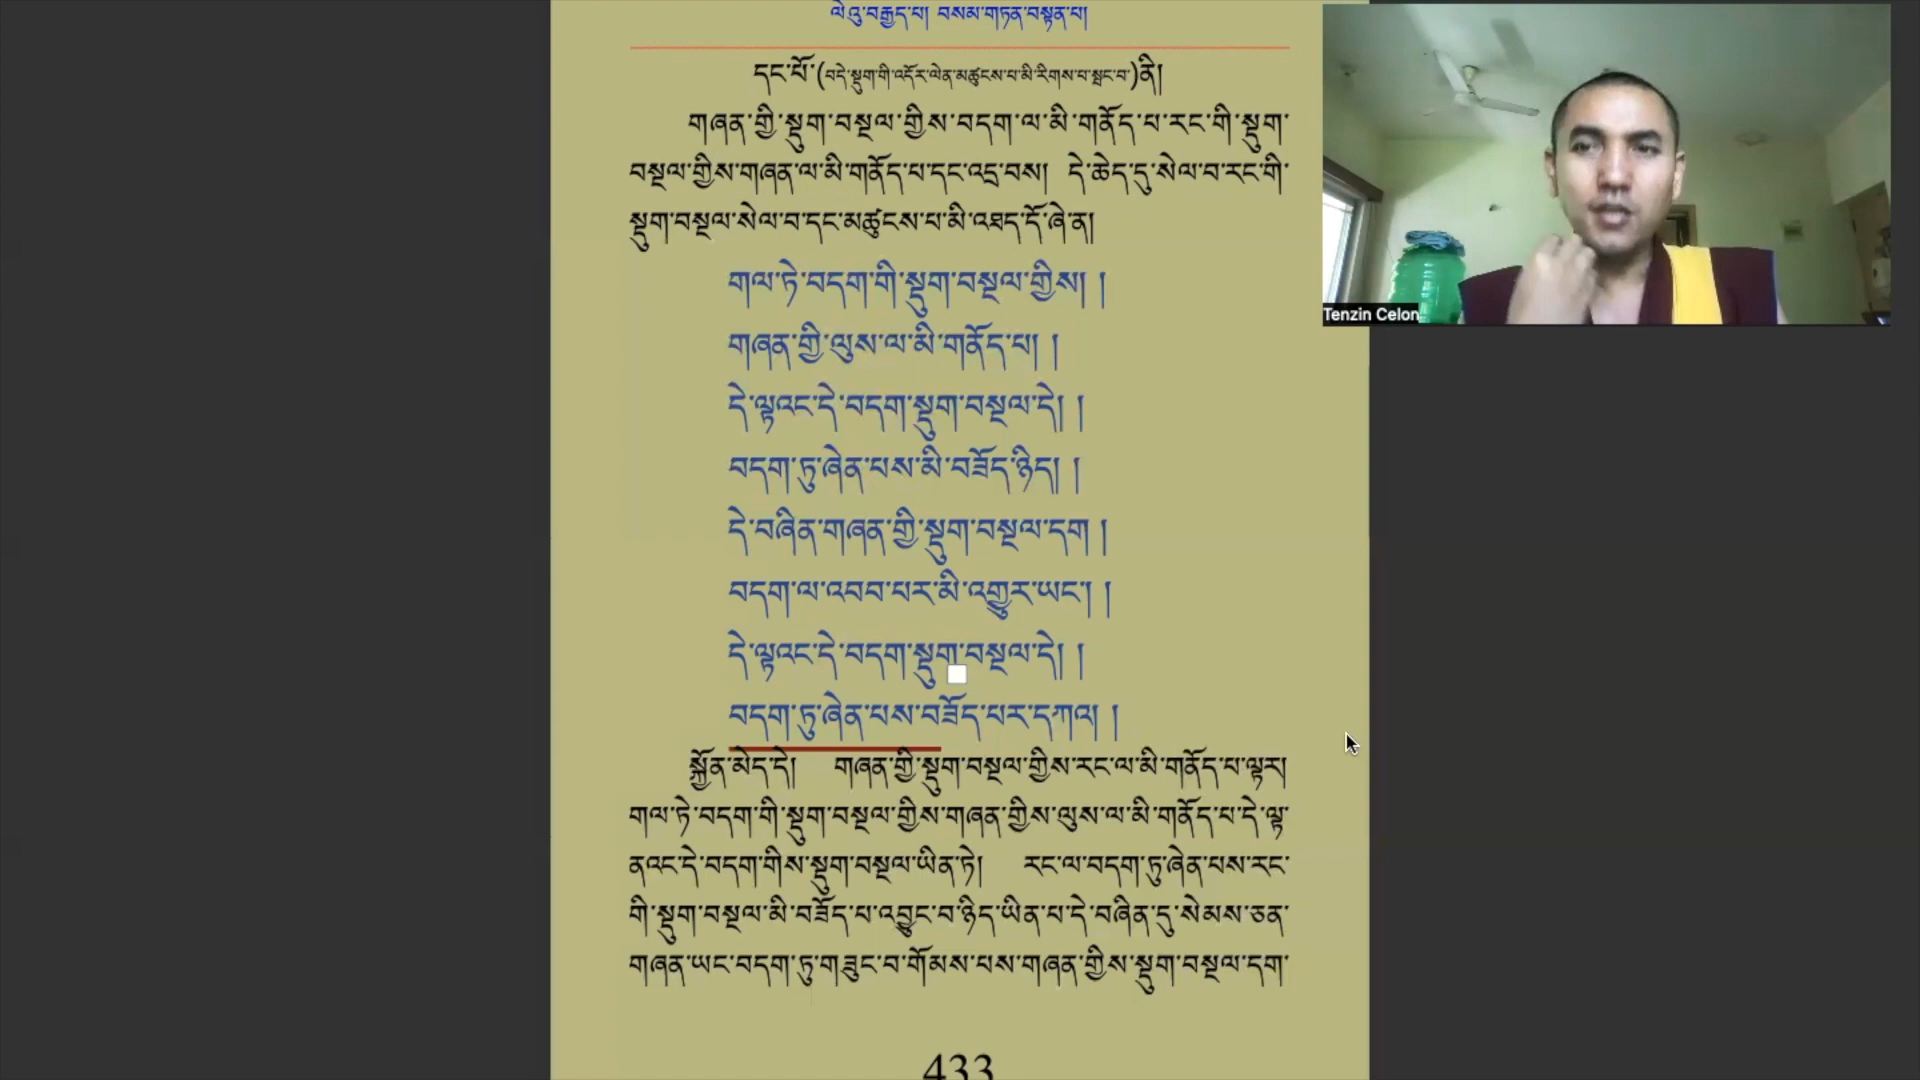 ལེའུ་བརྒྱད་པ། བསམ་གཏན་བསྟན་པ།
དང་པོ་(བདེ་སྡུག་གི་འདོར་ལེན་མཚུངས་པ་མི་རིགས་པ་སྤང་བ་)ནི།
གཞན་གྱི་སྡུག་བསྔལ་གྱིས་བདག་ལ་མི་གནོད་པ་རང་གི་སྡུག་
བསྔལ་གྱིས་གཞན་ལ་མི་གནོད་པ་དང་འདྲ་བས། དེ་ཆེད་དུ་སེལ་བ་རང་གི་
སྡུག་བསྔལ་སེལ་བ་དང་མཚུངས་པ་མི་འཐད་དོ་ཞེ་ན།
གལ་ཏེ་བདག་གི་སྡུག་བསྔལ་གྱིས། །
གཞན་གྱི་ལུས་ལ་མི་གནོད་པ། །
དེ་ལྟའང་དེ་བདག་སྡུག་བསྔལ་དེ། །
བདག་ཏུ་ཞེན་པས་མི་བཟོད་ཉིད། །
དེ་བཞིན་གཞན་གྱི་སྡུག་བསྔལ་དག །
བདག་ལ་འབབ་པར་མི་འགྱུར་ཡང་། །
དེ་ལྟའང་དེ་བདག་སྡུག་བསྔལ་དེ། །
བདག་ཏུ་ཞེན་པས་བཟོད་པར་དཀའ། །
སྐྱོན་མེད་དེ། གཞན་གྱི་སྡུག་བསྔལ་གྱིས་རང་ལ་མི་གནོད་པ་ལྟར།
གལ་ཏེ་བདག་གི་སྡུག་བསྔལ་གྱིས་གཞན་གྱིས་ལུས་ལ་མི་གནོད་པ་དེ་ལྟ་
ནའང་དེ་བདག་གིས་སྡུག་བསྔལ་ཡིན་ཏེ། རང་ལ་བདག་ཏུ་ཞེན་པས་རང་
གི་སྡུག་བསྔལ་མི་བཟོད་པ་འབྱུང་བ་ཉིད་ཡིན་པ་དེ་བཞིན་དུ་སེམས་ཅན་
གཞན་ཡང་བདག་ཏུ་གཟུང་བ་གོམས་པས་གཞན་གྱིས་སྡུག་བསྔལ་དག་
433
Tenzin Celon